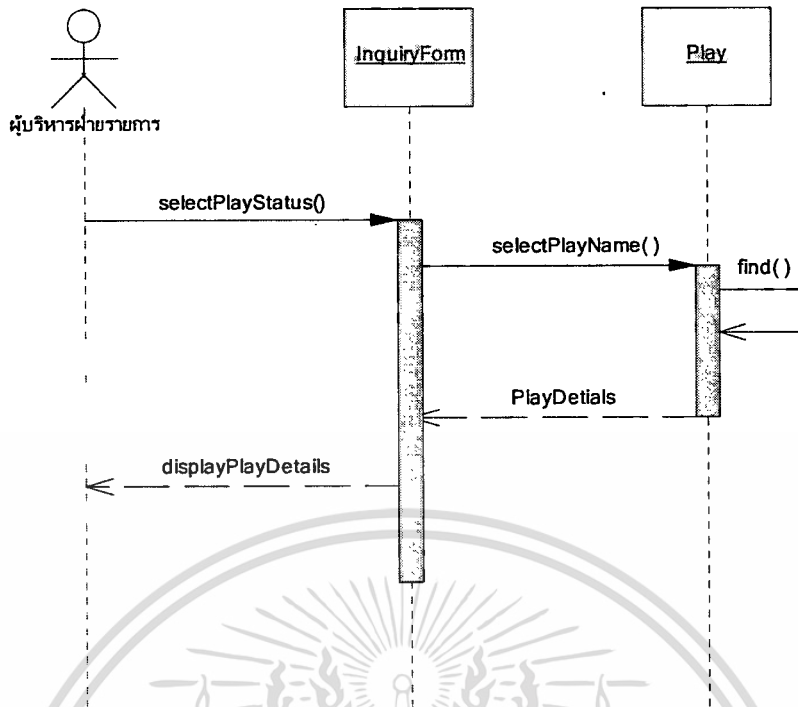 InquiryForm
Play
ผู้บริหารฝ่ายรายการ
selectPlayStatus()
selectPlayName( )
find( )
PlayDetials
displayPlayDetails